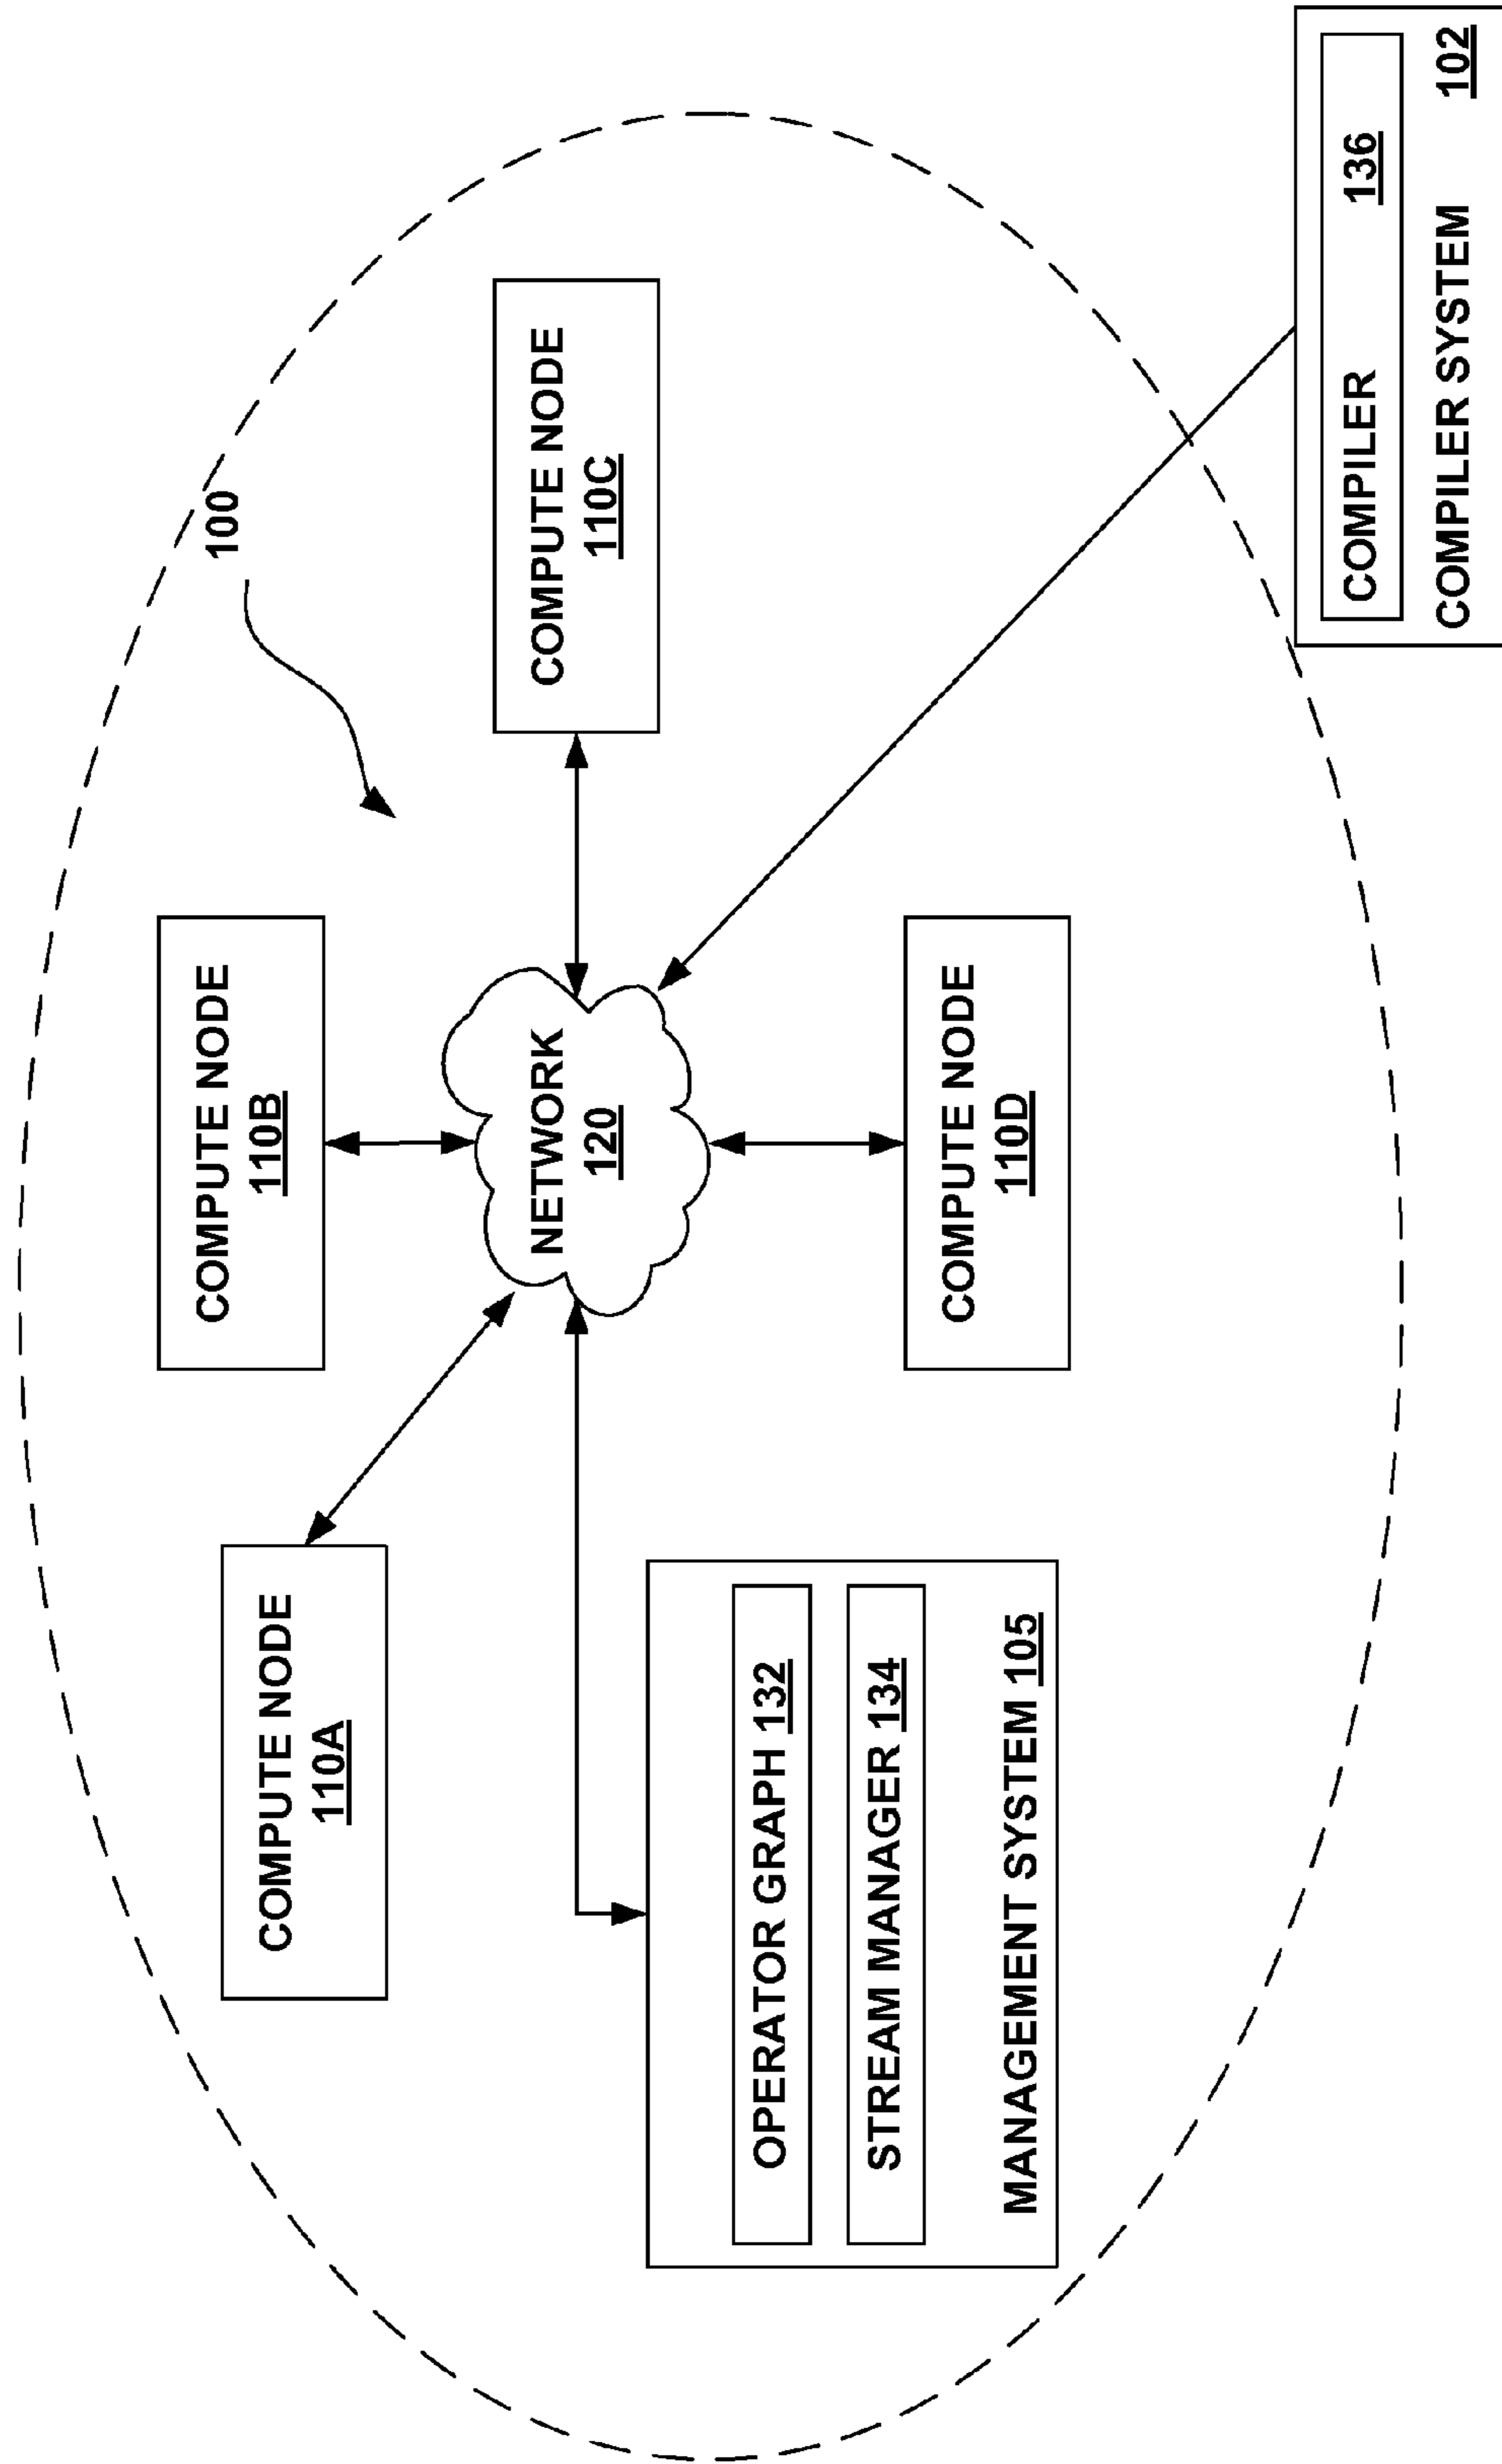 100
COMPUTE NODE
110A
COMPUTE NODE
110B
COMPUTE NODE
110C
NETWORK
120
OPERATOR GRAPH 132
STREAM MANAGER 134
MANAGEMENT SYSTEM 105
COMPUTE NODE
110D
COMPILER 136
COMPILER SYSTEM 102